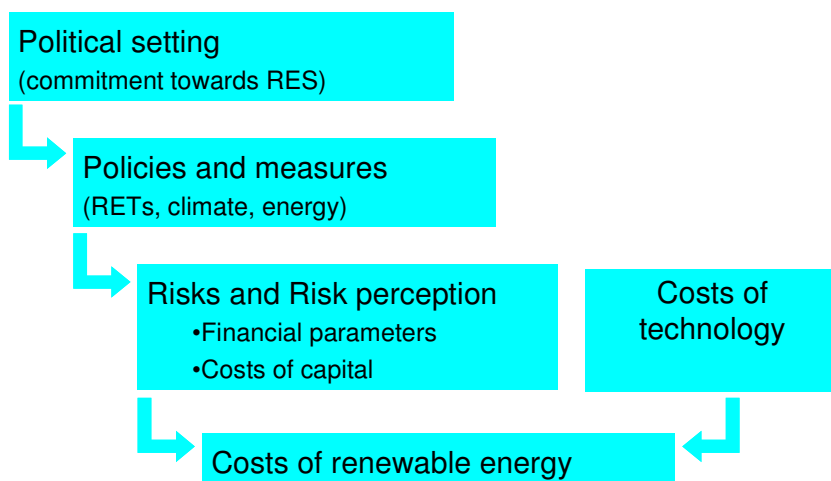 Political setting
(commitment towards RES)
Policies and measures
(RETs, climate, energy)
Risks and Risk perception
•Financial parameters
•Costs of capital
Costs of
technology
Costs of renewable energy